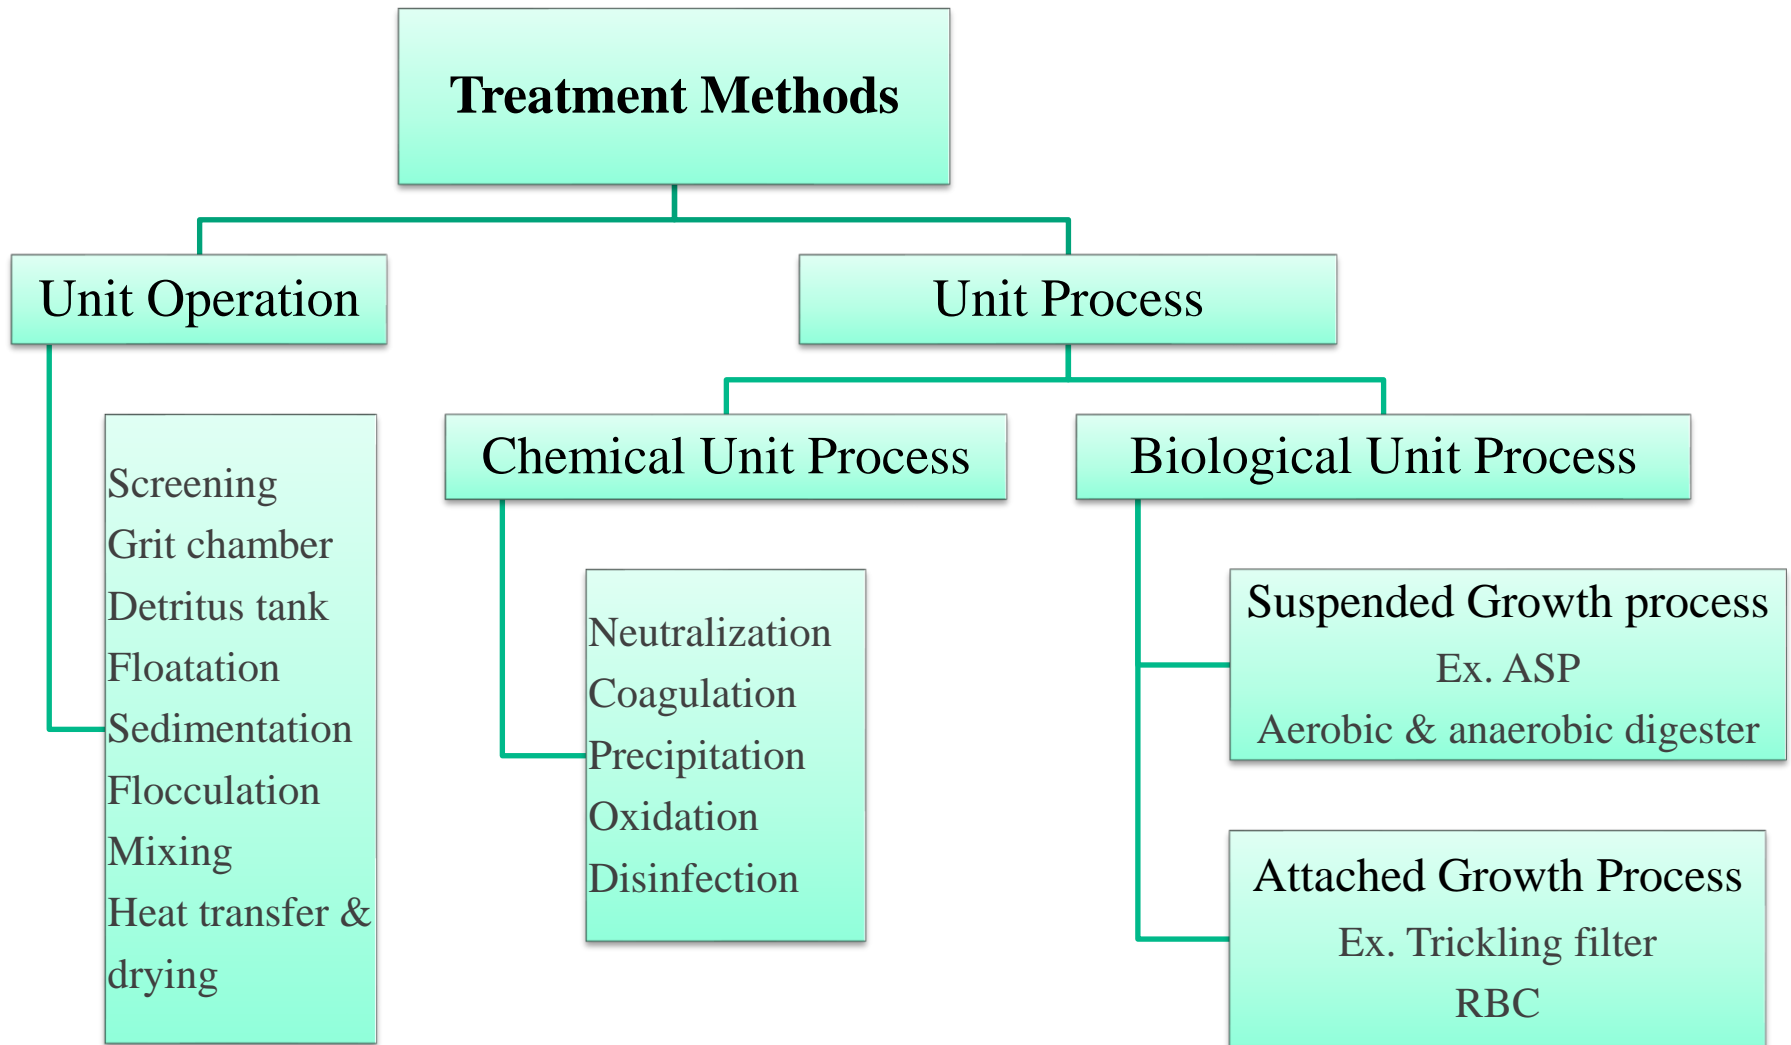 Treatment Methods
Unit Operation
Unit Process
Screening
Grit chamber
Detritus tank
Floatation
Sedimentation
Flocculation
Mixing
Heat transfer &
drying
Chemical Unit Process
Neutralization
Coagulation
Precipitation
Oxidation
Disinfection
Biological Unit Process
Suspended Growth process
Ex. ASP
Aerobic & anaerobic digester
Attached Growth Process
Ex. Trickling filter
RBC